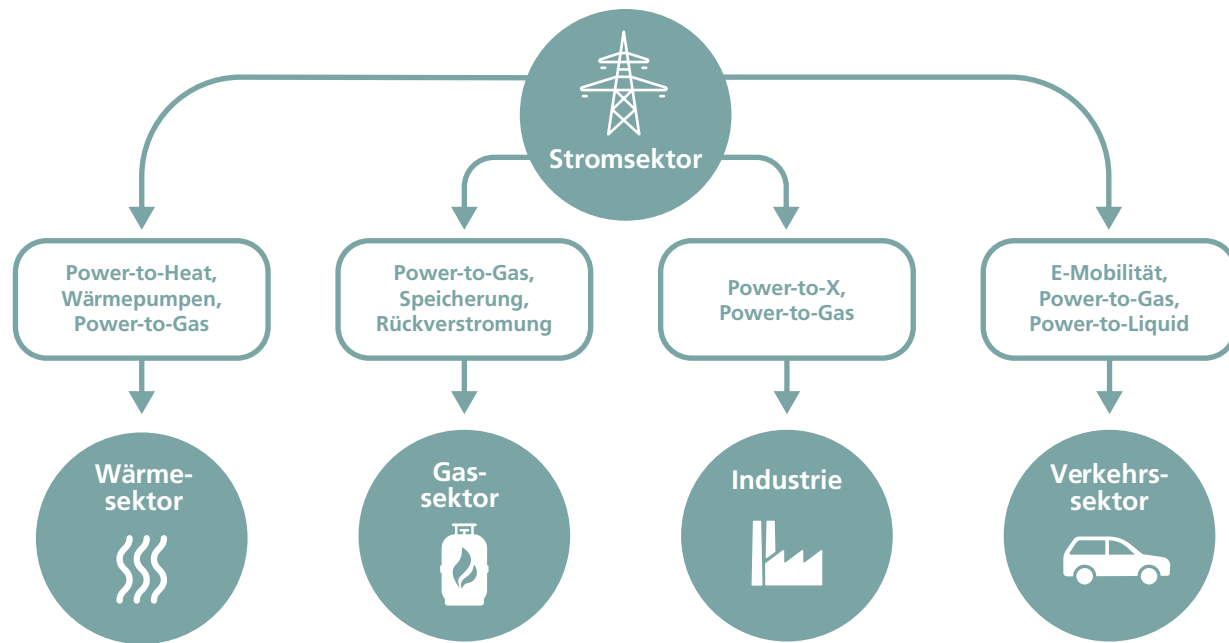 Stromsektor
Power-to-Heat,
Wärmepumpen,
Power-to-Gas
Power-to-Gas,
Speicherung,
Rückverstromung
Power-to-X,
Power-to-Gas
E-Mobilität,
Power-to-Gas,
Power-to-Liquid
Wärme-
sektor
Gas-
sektor
Industrie
Verkehrs-
sektor